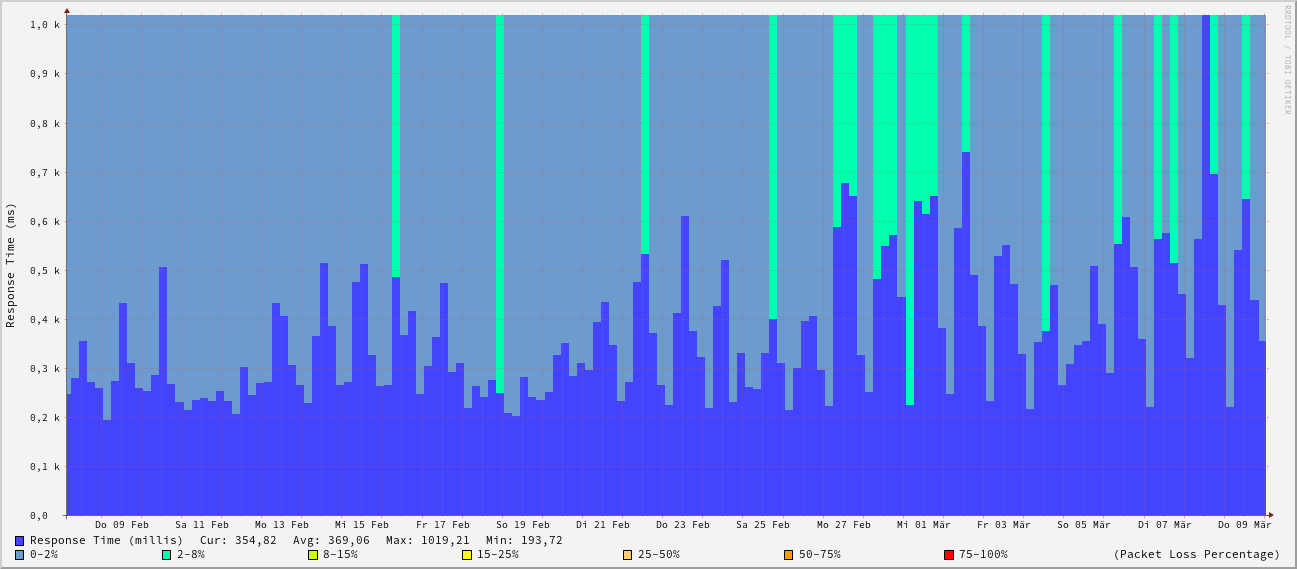 RRDTOOL / TOBI OETIKER
Response Time (ms)
1,0 k
0,9 k
0,8 k
0,7 k
0,6 k
0,5 k
0,4 k
0,3 k
0,2 k
0,1 k
0,0
Do 09 Feb Sa 11 Feb Mo 13 Feb Mi 15 Feb Fr 17 Feb So 19 Feb Di 21 Feb Do 23 Feb Sa 25 Feb Mo 27 Feb Mi 01 Mär Fr 03 Mär So 05 Mär Di 07 Mär Do 09 Mär
Response Time (millis) Cur: 354,82 Avg: 369,06 Max: 1019,21 Min: 193,72
0-2% 2-8% 8-15% 15-25% 25-50% 50-75% 75-100% (Packet Loss Percentage)